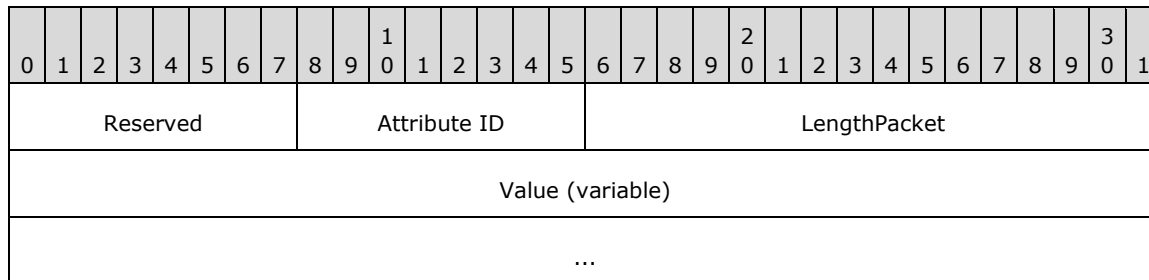 1 2 3
0 1 2 3 4 5 6 7 8 9 0 1 2 3 4 5 6 7 8 9 0 1 2 3 4 5 6 7 8 9 0 1
Reserved Attribute ID LengthPacket
Value (variable)
...